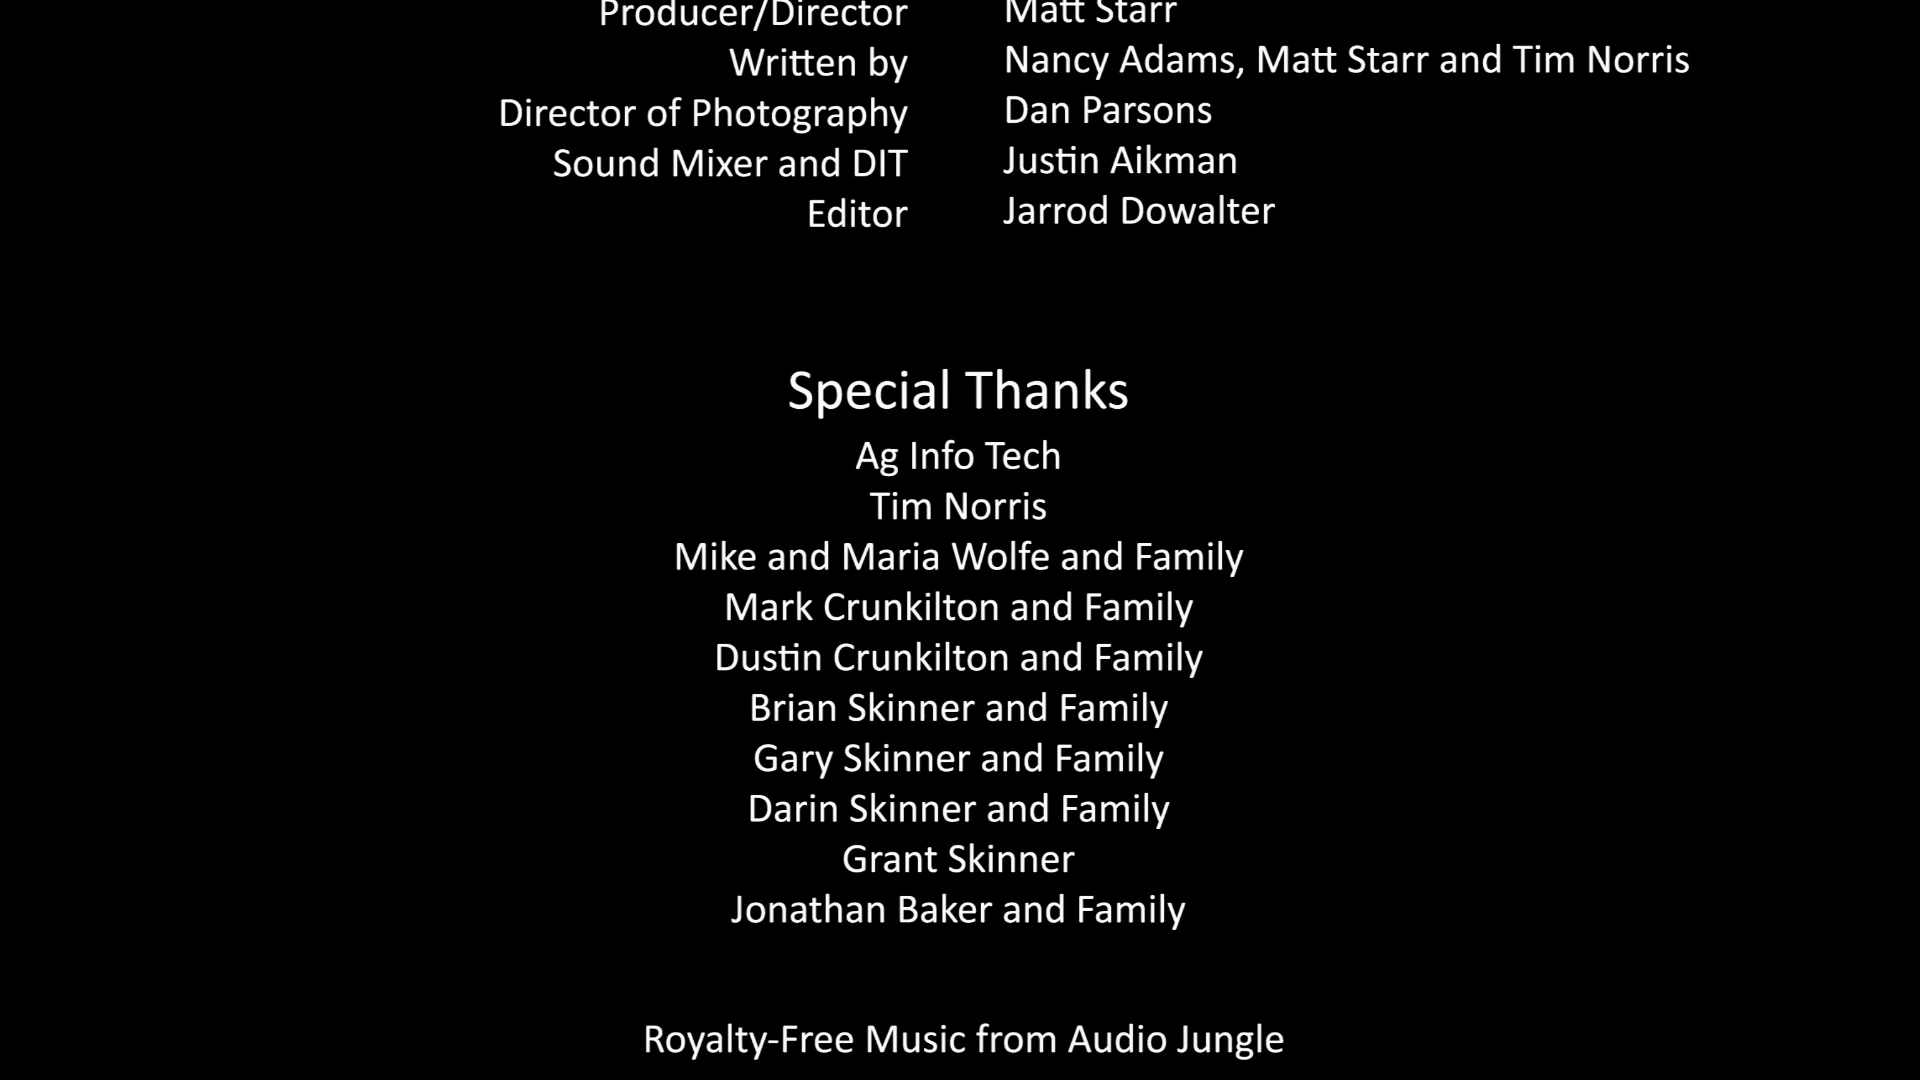 Producer/Director Matt Starr
Written by Nancy Adams, Matt Starr and Tim Norris
Director of Photography Dan Parsons
Sound Mixer and DIT Justin Aikman
Editor Jarrod Dowalter
Special Thanks
Ag Info Tech
Tim Norris
Mike and Maria Wolfe and Family
Mark Crunkilton and Family
Dustin Crunkilton and Family
Brian Skinner and Family
Gary Skinner and Family
Darin Skinner and Family
Grant Skinner
Jonathan Baker and Family
Royalty-Free Music from Audio Jungle